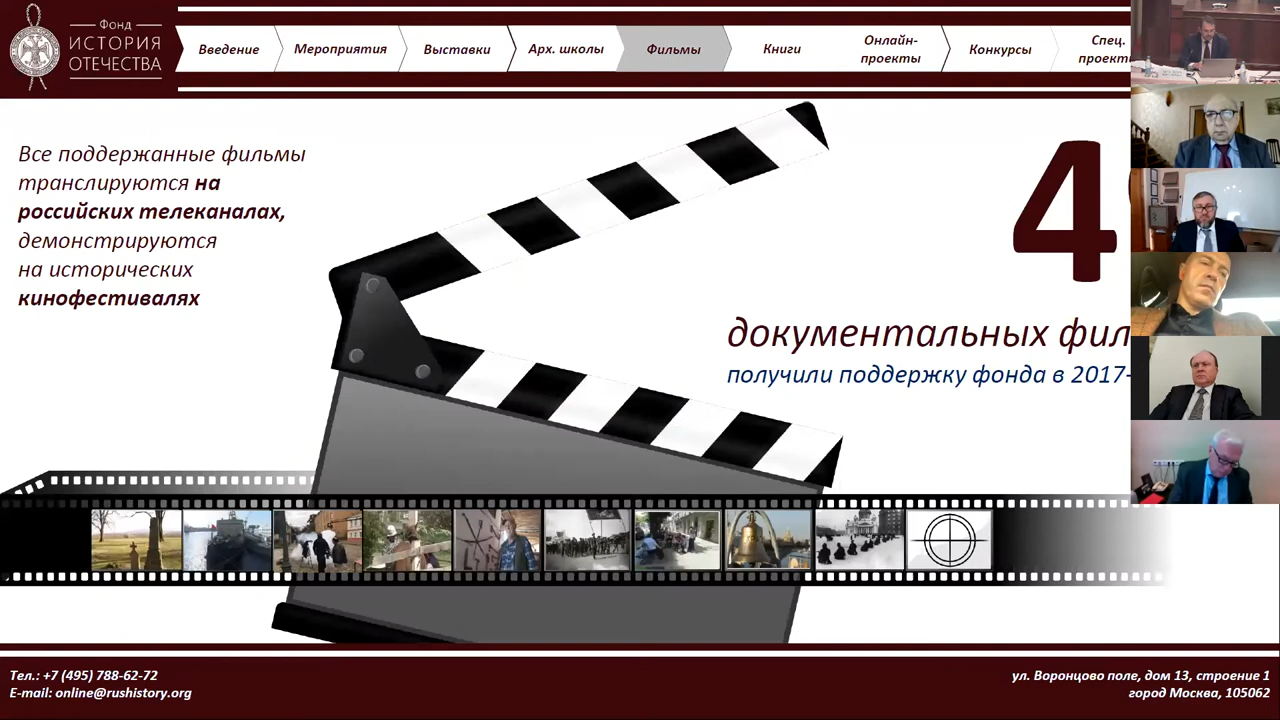 Фонд
ИСТОРИЯ
ОТЕЧЕСТВА
Введение
Мероприятия
Выставки
Арх. школы
Фильмы
Книги
Онлайн-
проекты
Конкурсы
Спец.
Все поддержанные фильмы
транслируются на
российских телеканалах,
демонстрируются
на исторических
кинофестивалях
4
документальных
получили поддержку фонда в 2017-
Тел.: +7 (495) 788-62-72
E-mail: online@rushistory.org
ул. Воронцово поле, дом 13, строение 1
город Москва, 105062